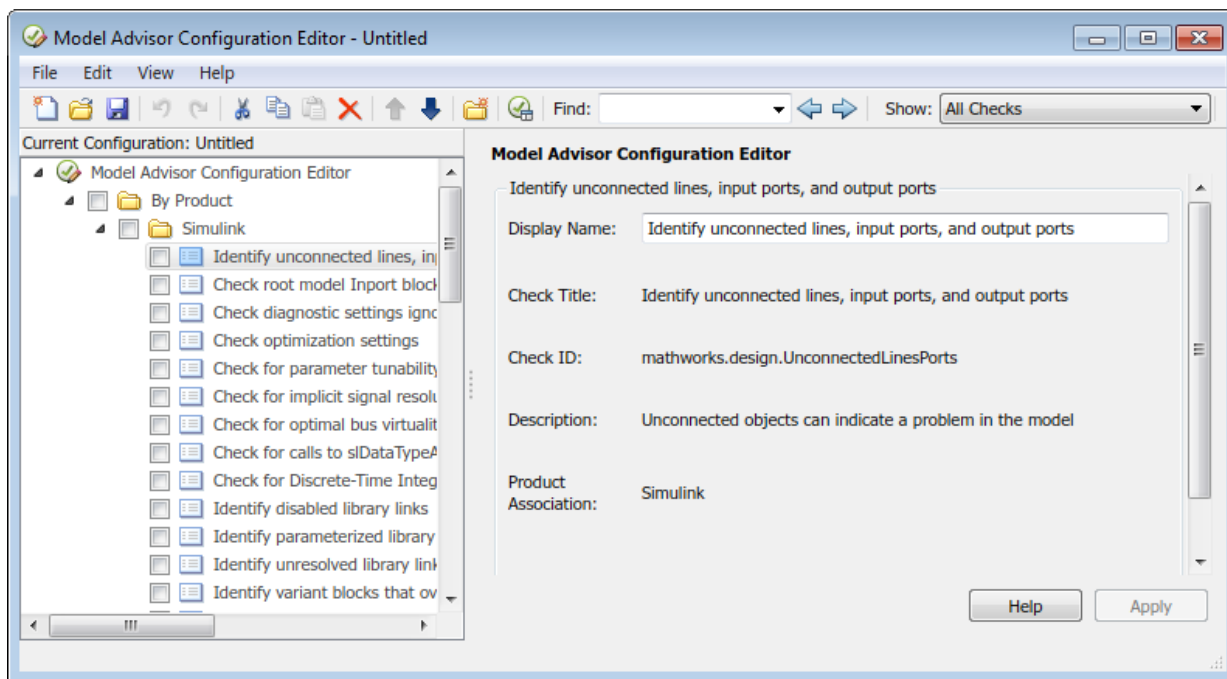 Model Advisor Configuration Editor - Untitled
File Edit View Help
Find: Show: All Checks
Current Configuration: Untitled
Model Advisor Configuration Editor
By Product
Simulink
Identify unconnected lines, in
Check root model Inport block
Check diagnostic settings igno
Check optimization settings
Check for parameter tunability
Check for implicit signal resolu
Check for optimal bus virtualit
Check for calls to slDataTypeA
Check for Discrete-Time Integ
Identify disabled library links
Identify parameterized library
Identify unresolved library link
Identify variant blocks that ov
Model Advisor Configuration Editor
Identify unconnected lines, input ports, and output ports
Display Name: Identify unconnected lines, input ports, and output ports
Check Title: Identify unconnected lines, input ports, and output ports
Check ID: mathworks.design.UnconnectedLinesPorts
Description: Unconnected objects can indicate a problem in the model
Product
Association: Simulink
Help Apply